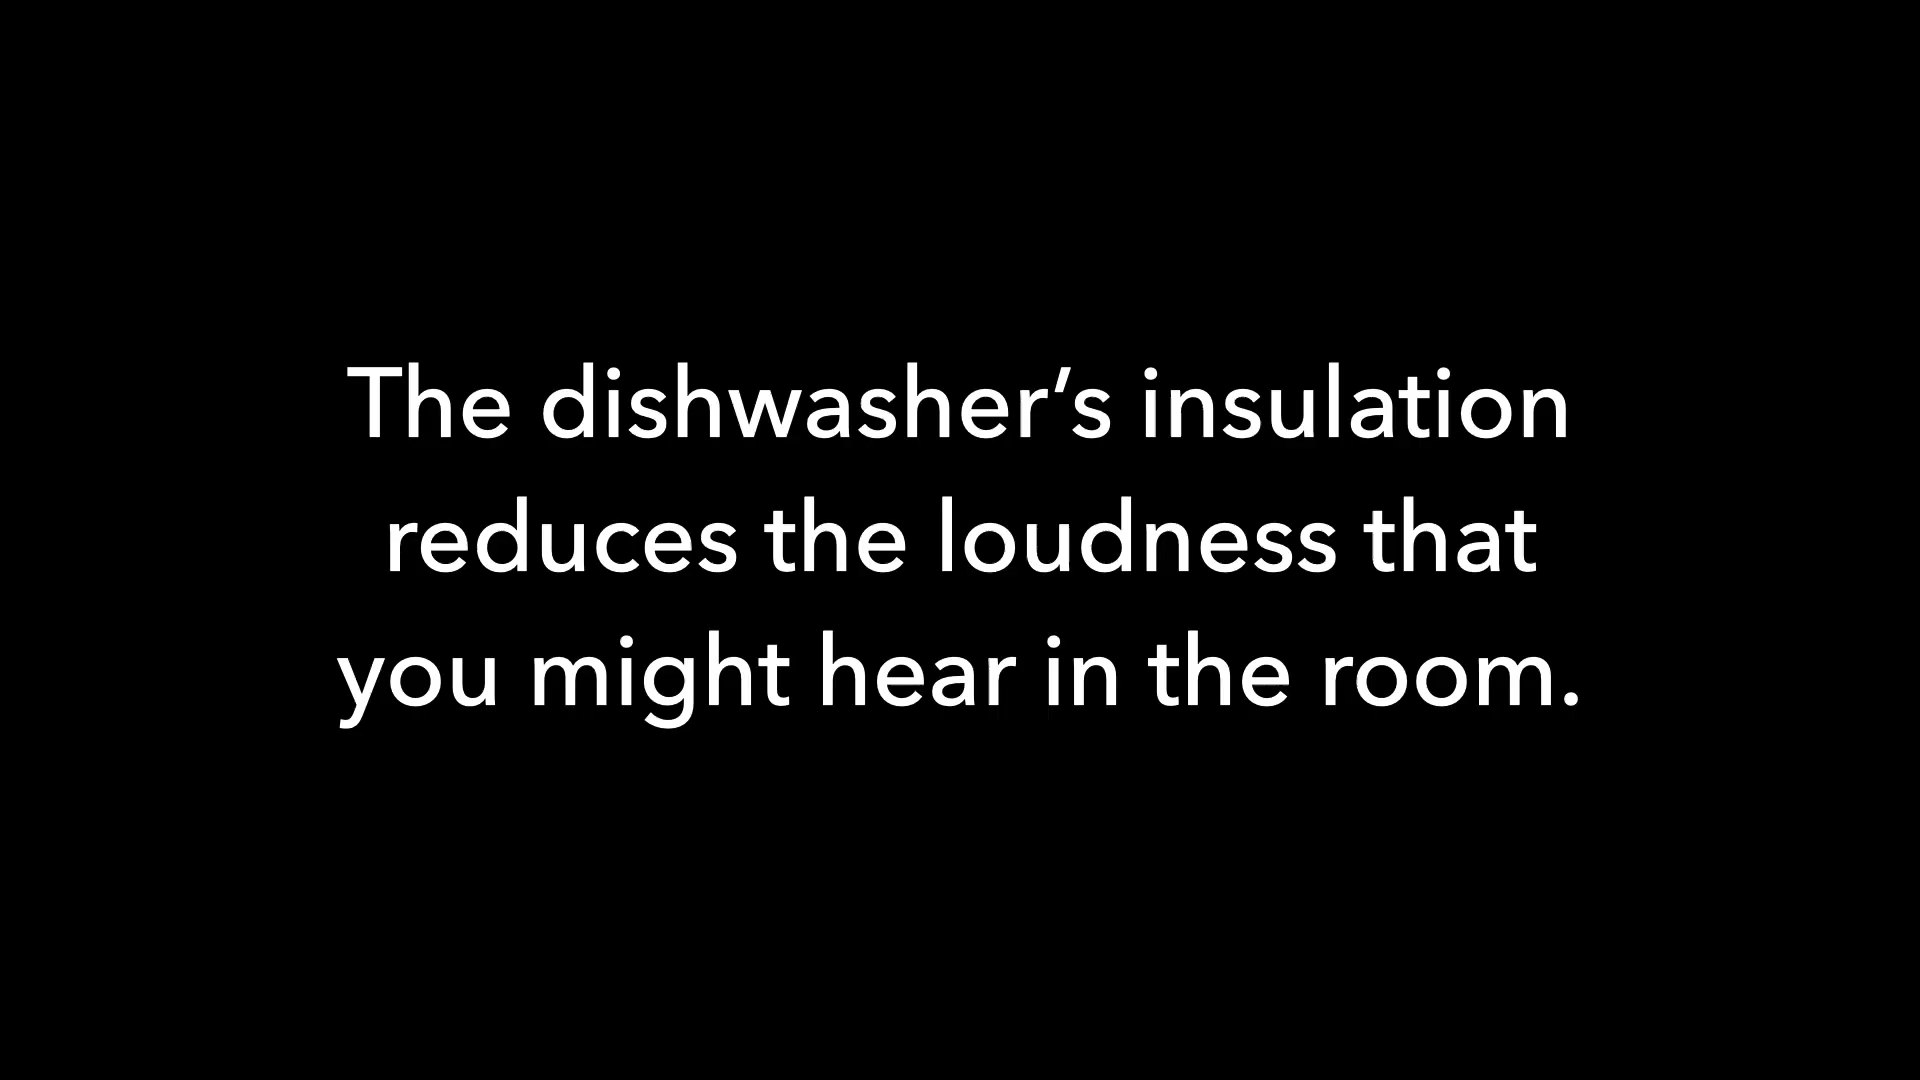 The dishwasher’s insulation
reduces the loudness that
you might hear in the room.